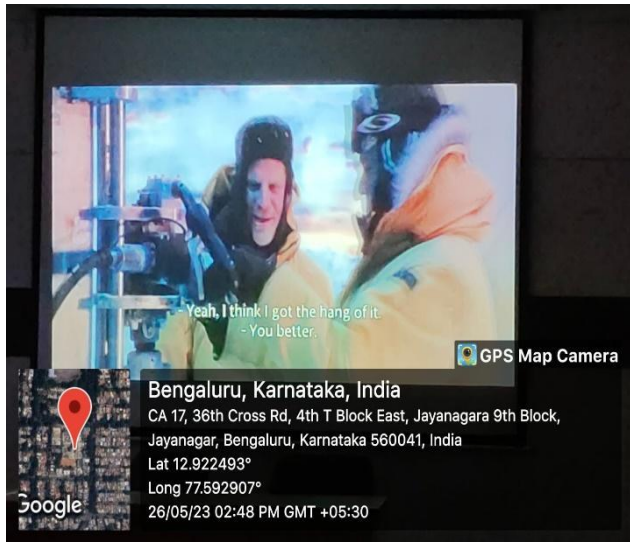 - Yeah, I think I got the hang of it.
- You better.
GPS Map Camera
Bengaluru, Karnataka, India
CA 17, 36th Cross Rd, 4th T Block East, Jayanagara 9th Block,
Jayanagar, Bengaluru, Karnataka 560041, India
Lat 12.922493°
Long 77.592907°
26/05/23 02:48 PM GMT +05:30
Google